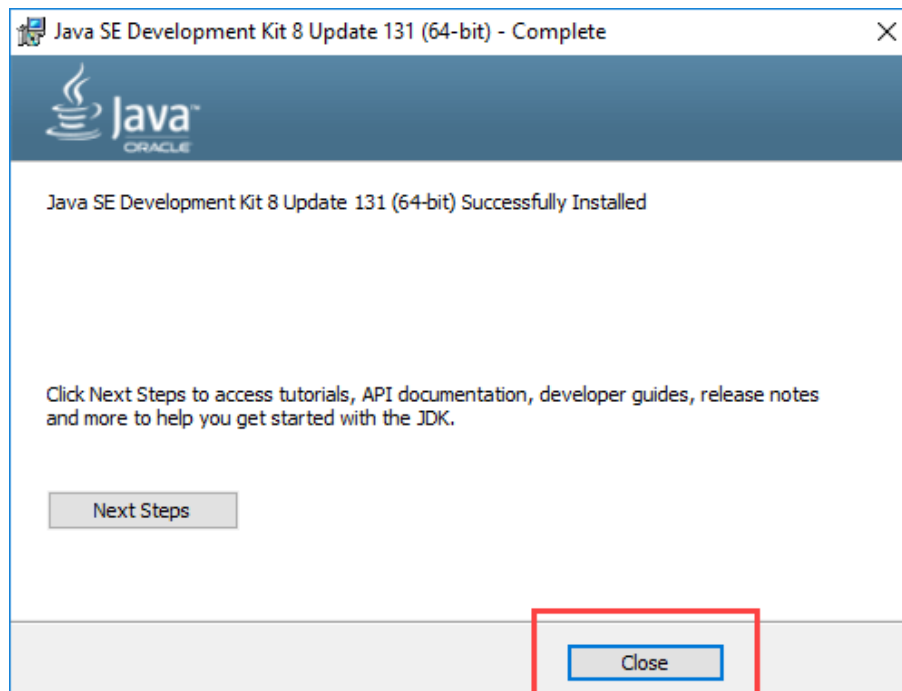 Java SE Development Kit 8 Update 131 (64-bit) - Complete
Java™
ORACLE
Java SE Development Kit 8 Update 131 (64-bit) Successfully Installed
Click Next Steps to access tutorials, API documentation, developer guides, release notes
and more to help you get started with the JDK.
Next Steps
Close